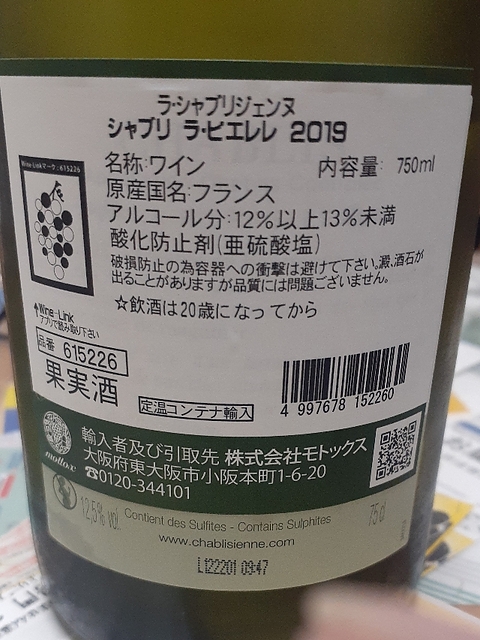 ラ・シャブリジェンヌ
シャブリ ラ・ピエレレ 2019
Wine-Linkマーク:615226
名称:ワイン 内容量: 750ml
原産国名:フランス
アルコール分:12%以上13%未満
酸化防止剤(亜硫酸塩)
破損防止の為容器への衝撃は避けて下さい。澱、酒石が
出ることがありますが品質には問題ございません。
☆飲酒は20歳になってから
Wine-Link
アプリで読み取り下さい
品番 615226
果実酒
定温コンテナ輸入
4 997678 152260
mottox
輸入者及び引取先 株式会社モトックス
大阪府東大阪市小阪本町1-6-20
☎0120-344101
12,5% vol
Contient des Sulfites - Contains Sulphites
75cl
www.chablisienne.com
L122201 09:47